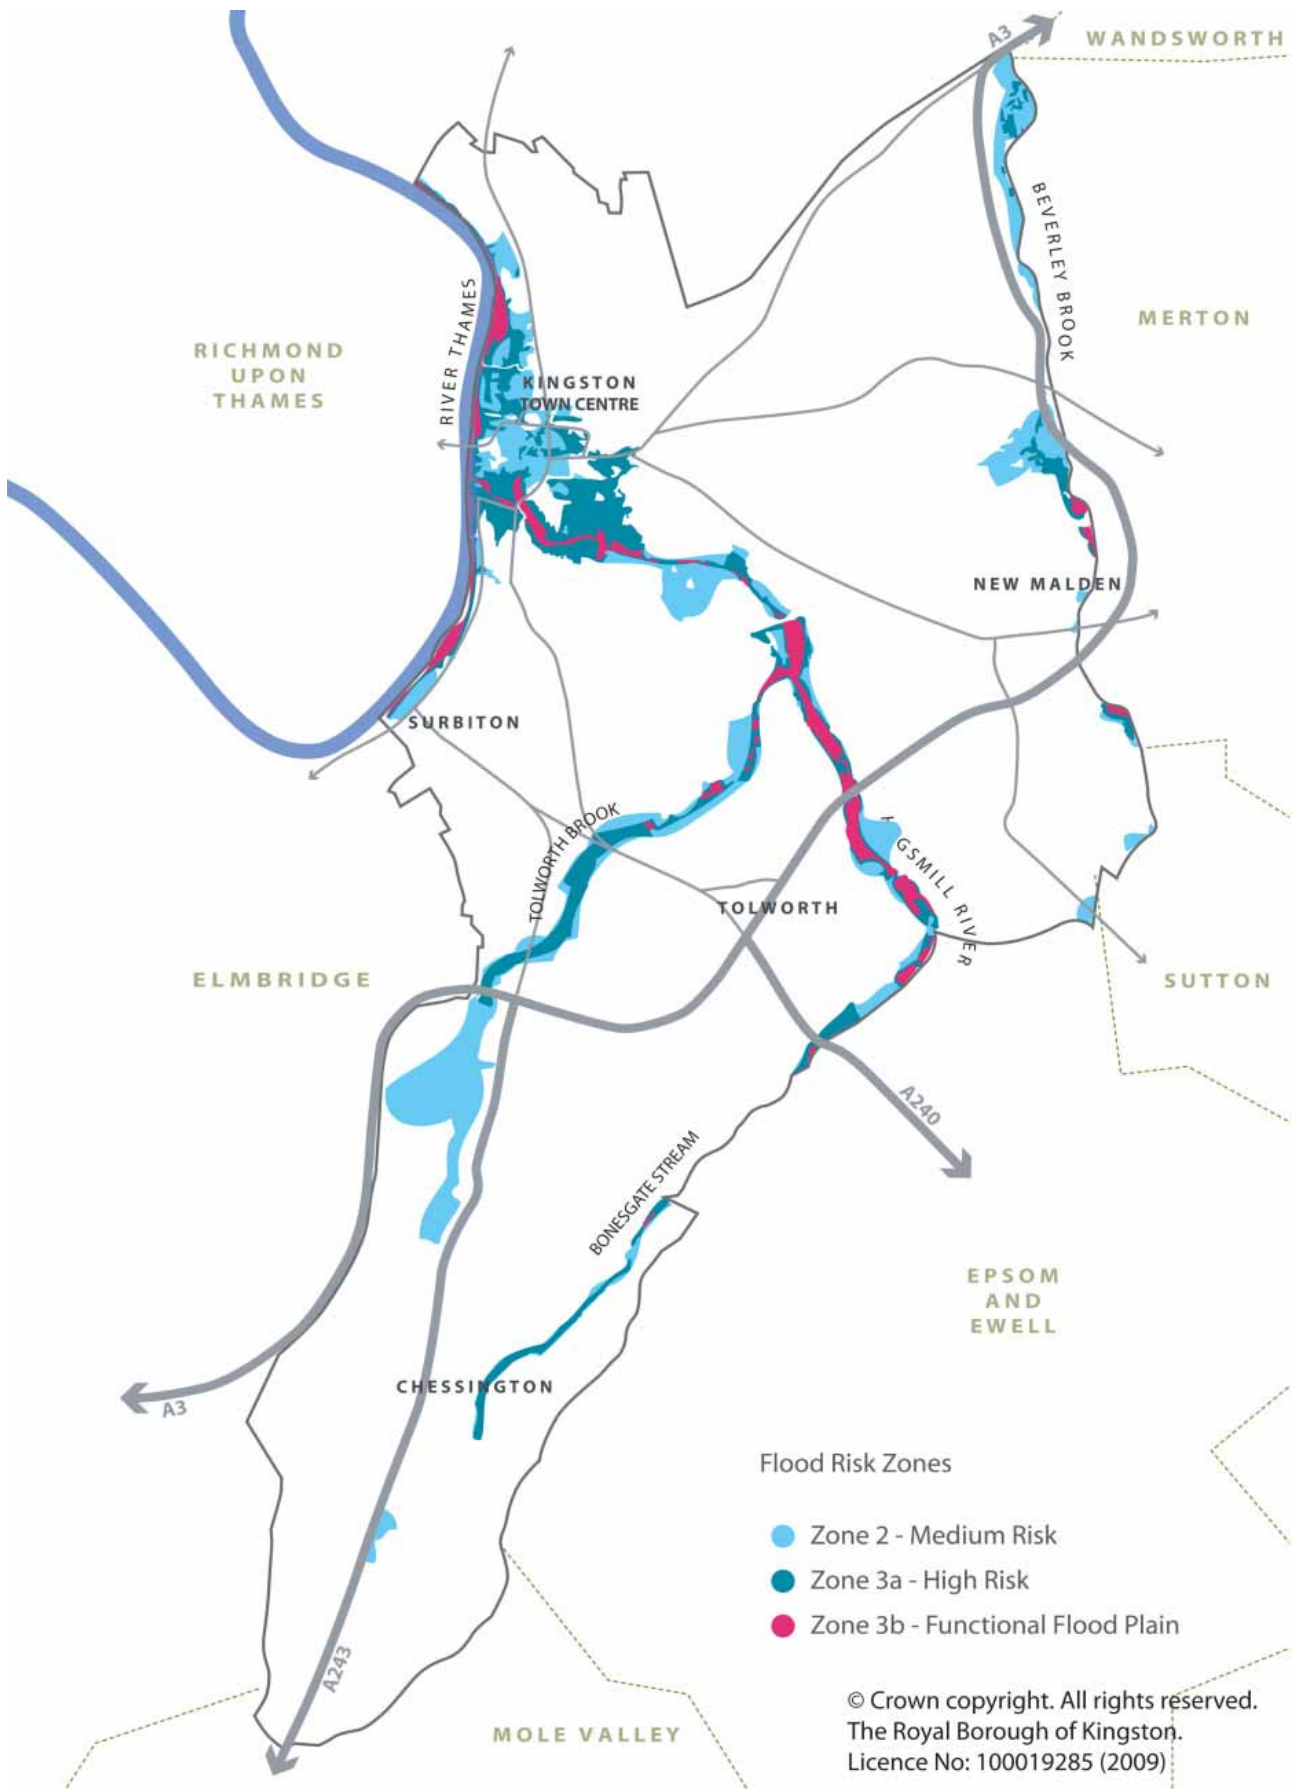 A3
WANDSWORTH
BEVERLEY BROOK
MERTON
RIVER THAMES
RICHMOND
UPON
THAMES
KINGSTON
TOWN CENTRE
NEW MALDEN
SURBITON
TOLWORTH BROOK
GSMILL RIVER
TOLWORTH
ELMBRIDGE
SUTTON
A240
BONESGATE STREAM
EPSOM
AND
EWELL
CHESSINGTON
A3
A243
MOLE VALLEY
Flood Risk Zones
Zone 2 - Medium Risk
Zone 3a - High Risk
Zone 3b - Functional Flood Plain
© Crown copyright. All rights reserved.
The Royal Borough of Kingston.
Licence No: 100019285 (2009)